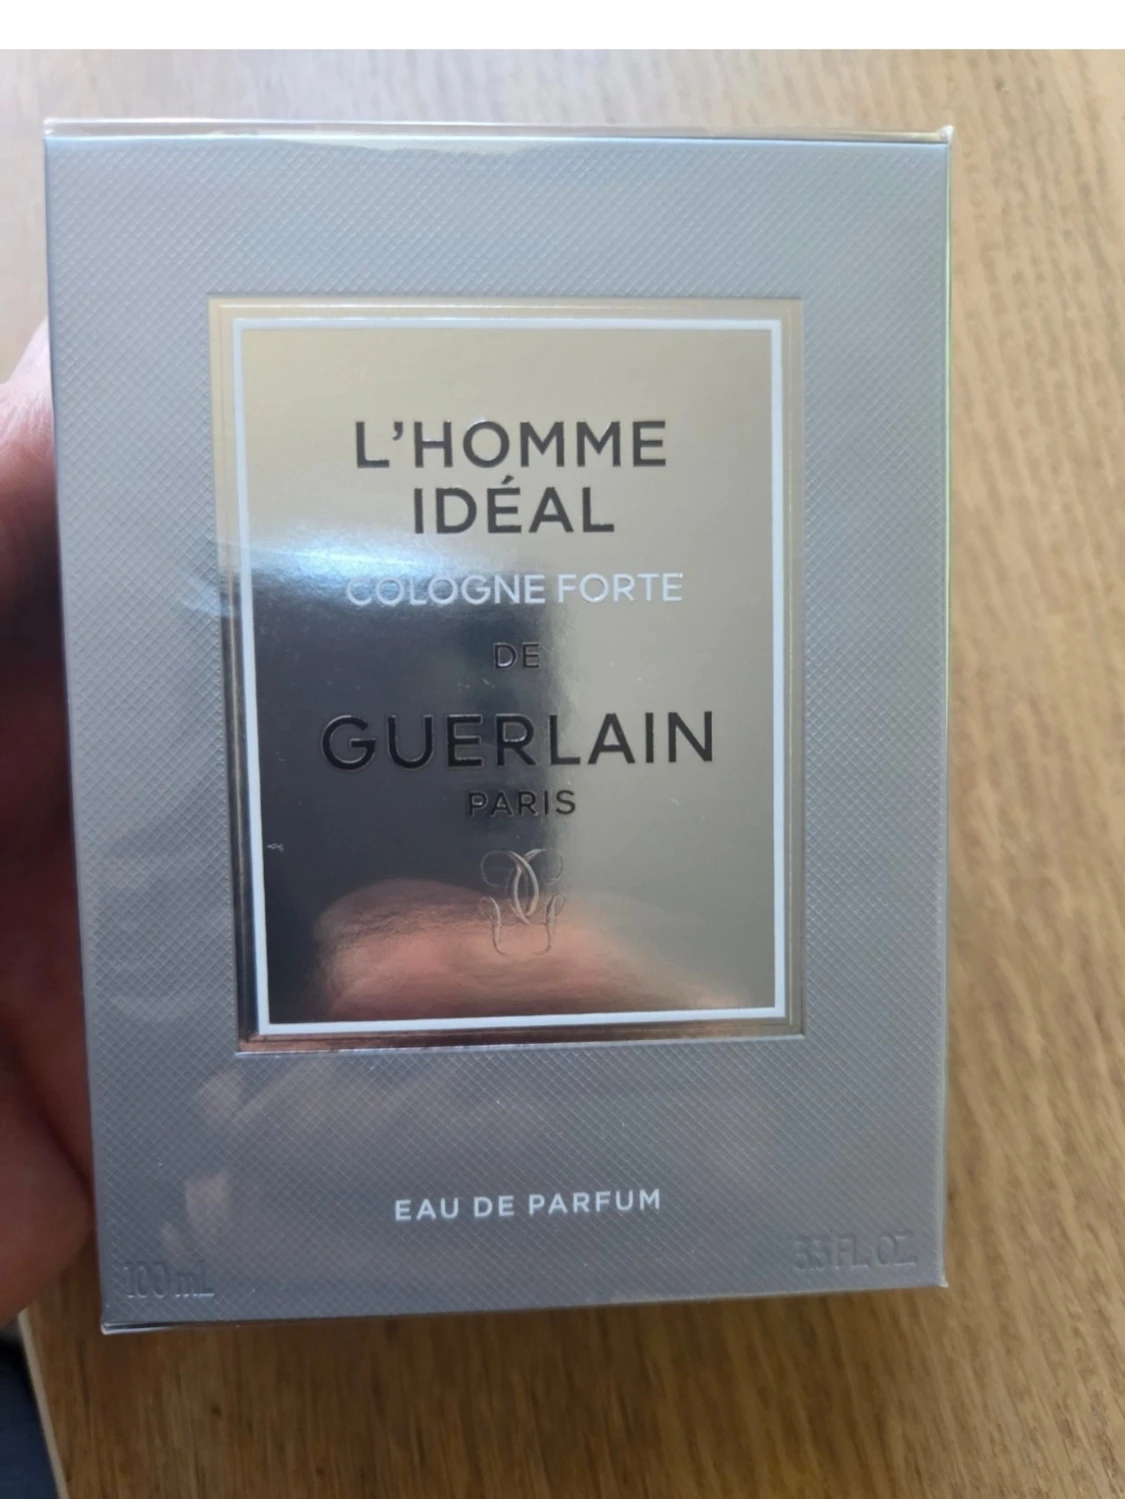 L'HOMME
IDÉAL
COLOGNE FORTE
DE
GUERLAIN
PARIS
EAU DE PARFUM
100 mL
3.3 FL. OZ.